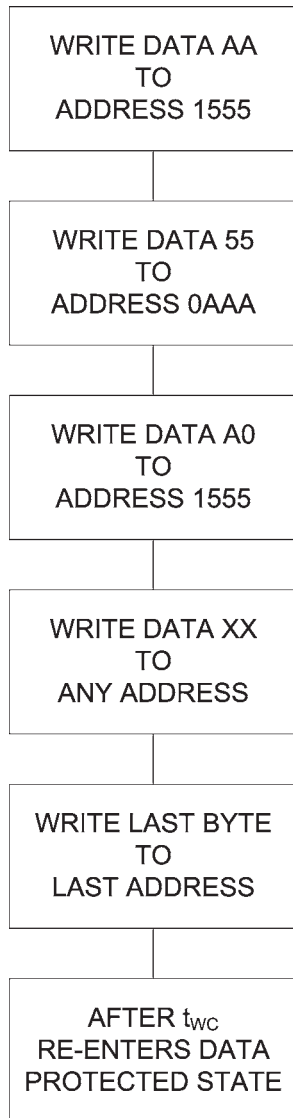 WRITE DATA AA
TO
ADDRESS 1555
WRITE DATA 55
TO
ADDRESS 0AAA
WRITE DATA A0
TO
ADDRESS 1555
WRITE DATA XX
TO
ANY ADDRESS
WRITE LAST BYTE
TO
LAST ADDRESS
AFTER tWC
RE-ENTERS DATA
PROTECTED STATE